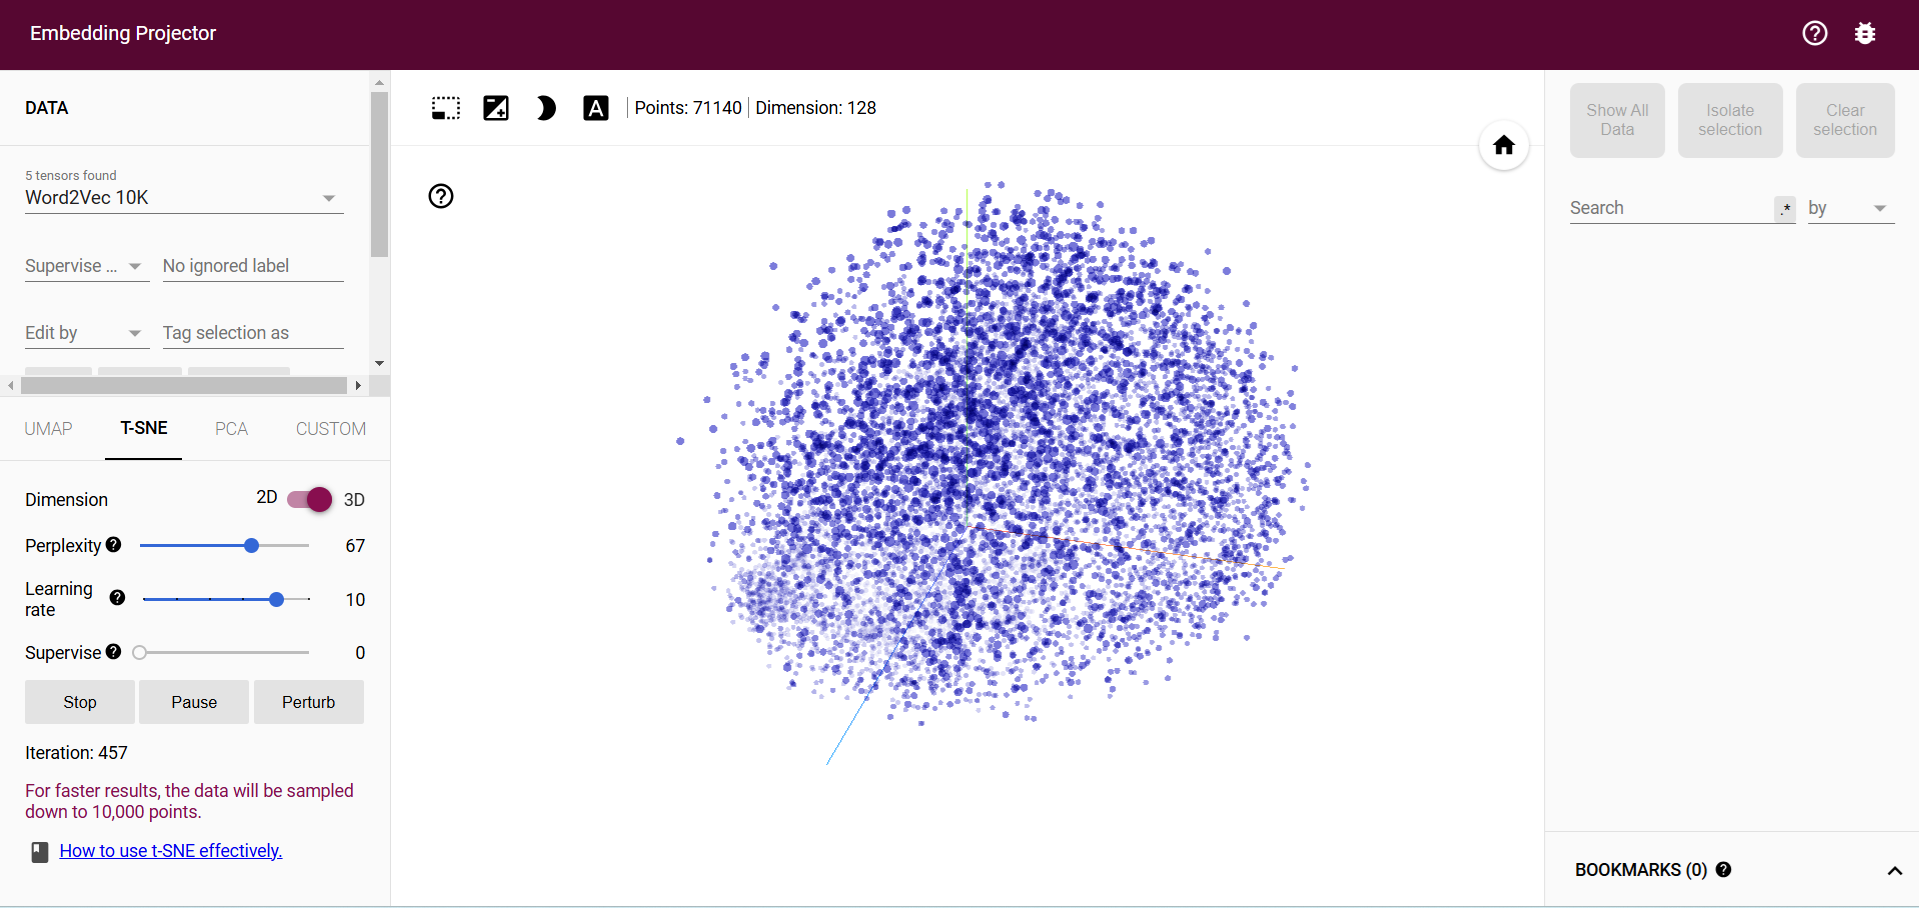 Embedding Projector
DATA
5 tensors found
Word2Vec 10K
Supervise ... No ignored label
Edit by Tag selection as
UMAP T-SNE PCA CUSTOM
Dimension 2D 3D
Perplexity 67
Learning rate 10
Supervise 0
Stop Pause Perturb
Iteration: 457
For faster results, the data will be sampled
down to 10,000 points.
How to use t-SNE effectively.
A Points: 71140 Dimension: 128
Show All
Data
Isolate
selection
Clear
selection
Search .* by
BOOKMARKS (0)